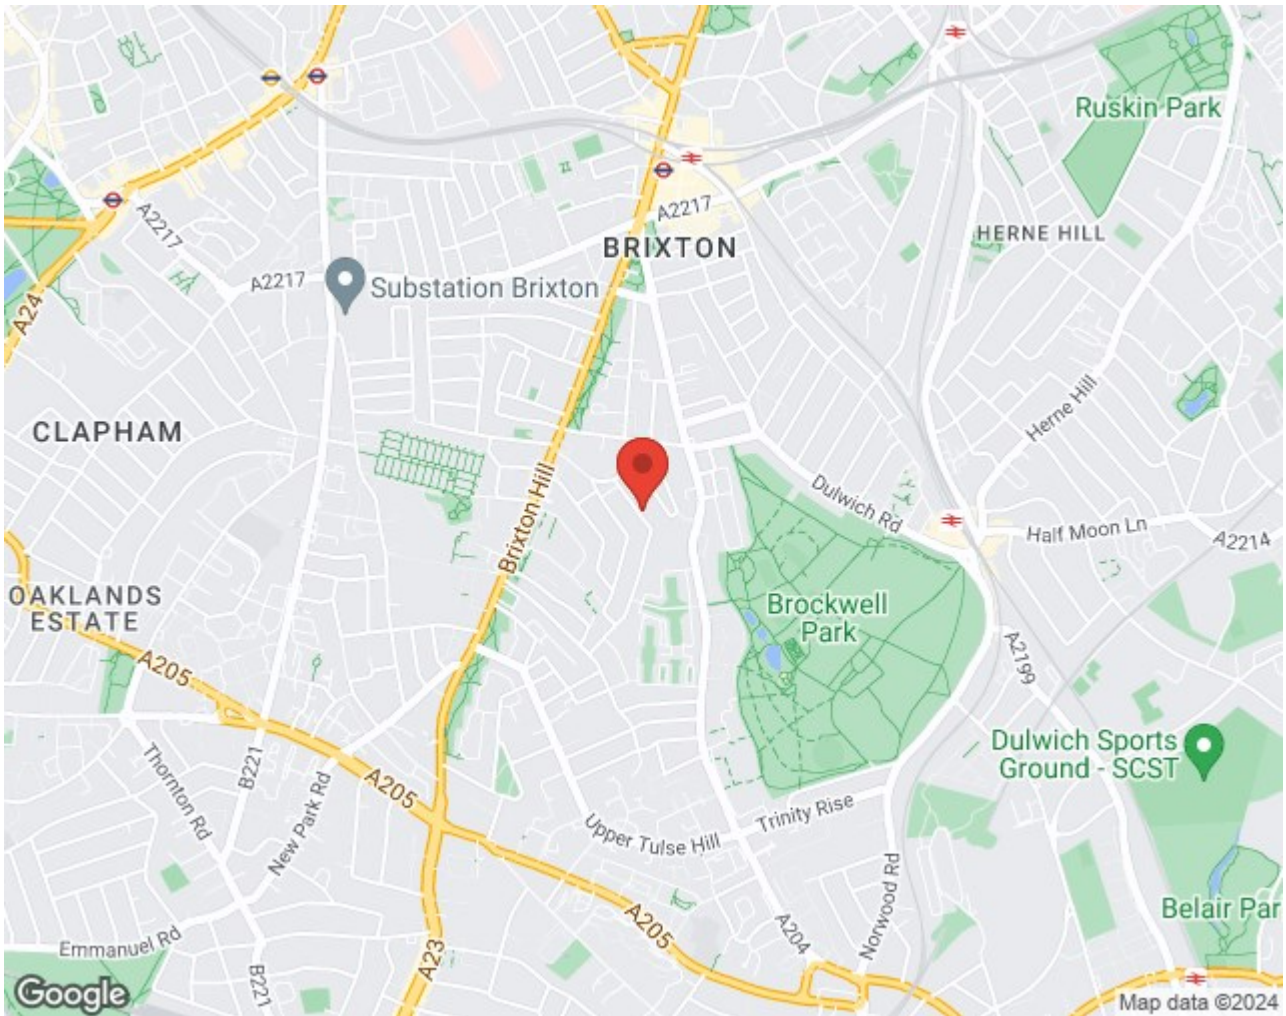 Ruskin Park
A2217
A2217
HERNE HILL
BRIXTON
A2217
Substation Brixton
A24
Herne Hill
CLAPHAM
Brixton Hill
Dulwich Rd
Half Moon Ln
A2214
OAKLANDS
ESTATE
Brockwell
Park
A205
A2199
Dulwich Sports
Ground - SCST
B221
Thornton Rd
A205
New Park Rd
Upper Tulse Hill
Trinity Rise
Norwood Rd
Belair Par
A205
A204
Emmanuel Rd
A23
B221
Google
Map data ©2024